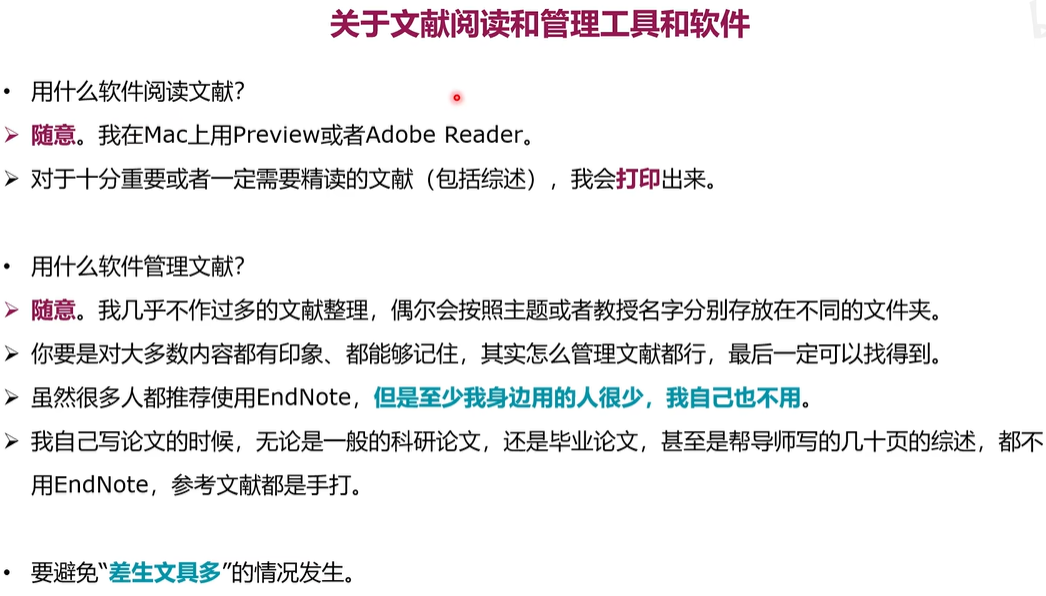 关于文献阅读和管理工具和软件
• 用什么软件阅读文献？
➢ 随意。我在Mac上用Preview或者Adobe Reader。
➢ 对于十分重要或者一定需要精读的文献（包括综述），我会打印出来。
• 用什么软件管理文献？
➢ 随意。我几乎不作过多的文献整理，偶尔会按照主题或者教授名字分别存放在不同的文件夹。
➢ 你要是对大多数内容都有印象、都能够记住，其实怎么管理文献都行，最后一定可以找得到。
➢ 虽然很多人都推荐使用EndNote，但是至少我身边用的人很少，我自己也不用。
➢ 我自己写论文的时候，无论是一般的科研论文，还是毕业论文，甚至是帮导师写的几十页的综述，都不
用EndNote，参考文献都是手打。
• 要避免“差生文具多”的情况发生。